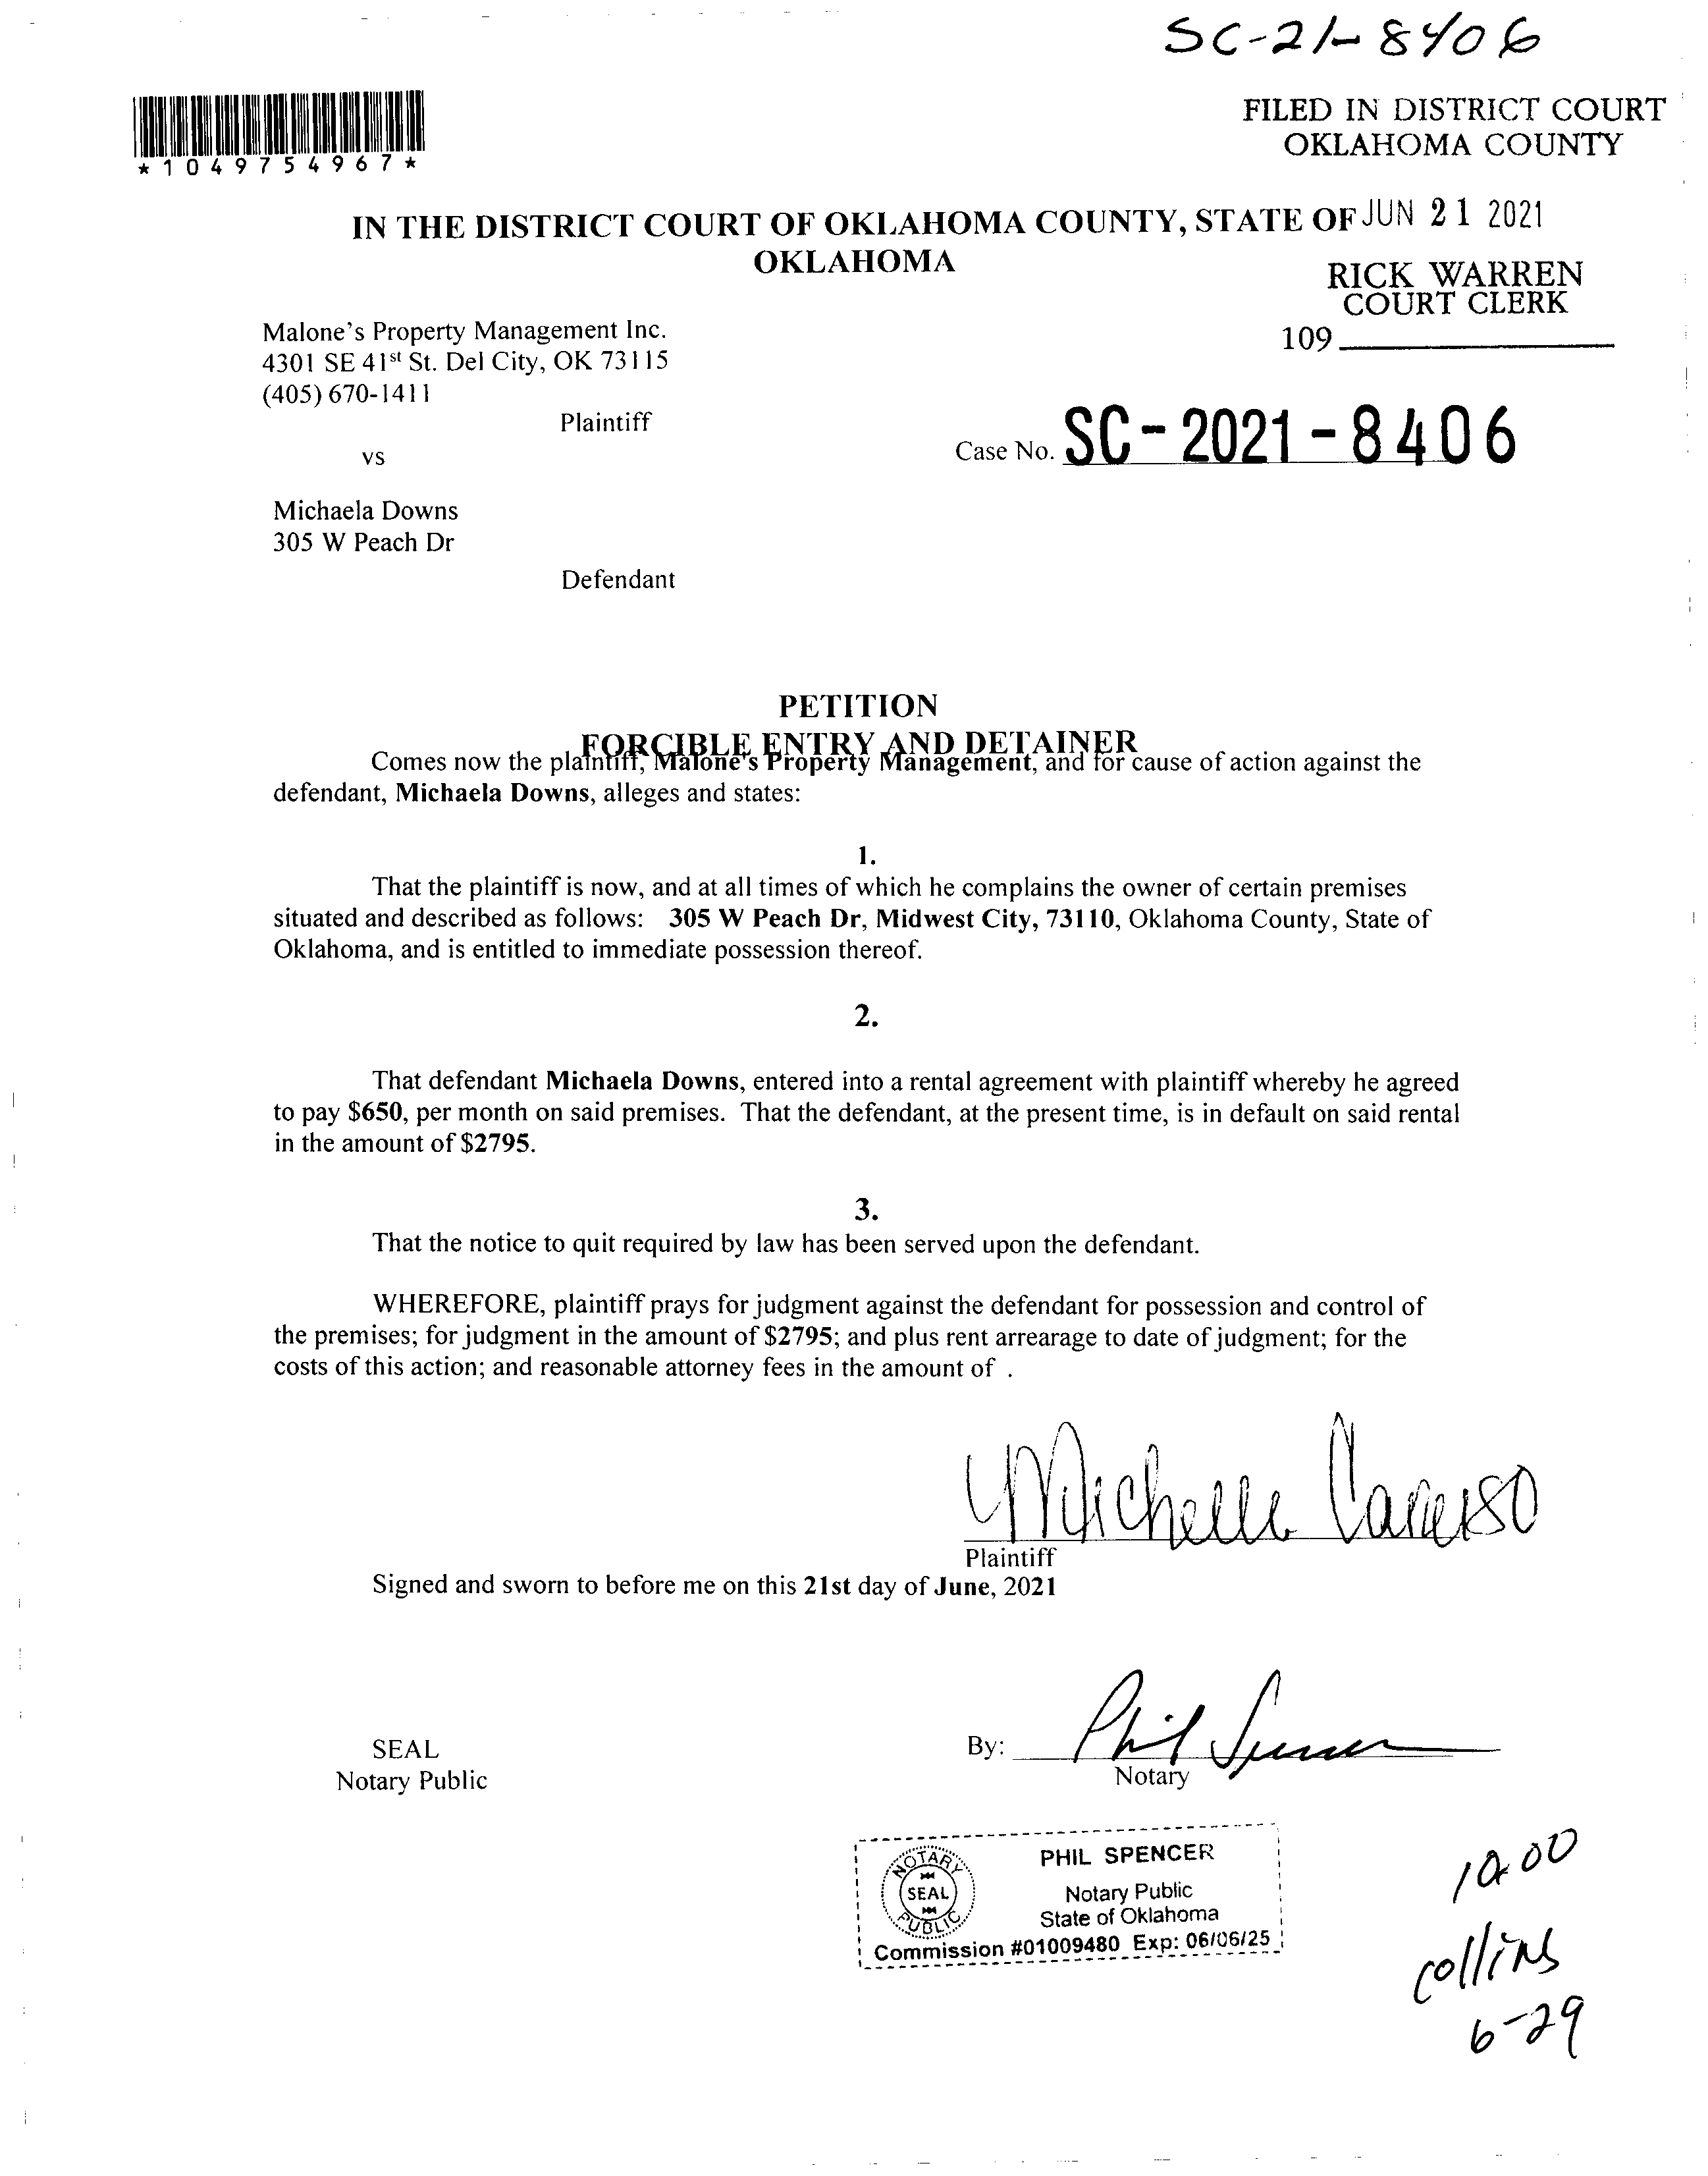 SC-21-8406
*1049754967*
FILED IN DISTRICT COURT
OKLAHOMA COUNTY
IN THE DISTRICT COURT OF OKLAHOMA COUNTY, STATE OF JUN 21 2021
OKLAHOMA
RICK WARREN
COURT CLERK
109
Malone's Property Management Inc.
4301 SE 41st St. Del City, OK 73115
(405) 670-1411
Plaintiff
vs
Case No. SC-2021-8406
Michaela Downs
305 W Peach Dr
Defendant
PETITION
FORCIBLE ENTRY AND DETAINER
Comes now the plaintiff, Malone's Property Management, and for cause of action against the
defendant, Michaela Downs, alleges and states:
1.
That the plaintiff is now, and at all times of which he complains the owner of certain premises
situated and described as follows: 305 W Peach Dr, Midwest City, 73110, Oklahoma County, State of
Oklahoma, and is entitled to immediate possession thereof.
2.
That defendant Michaela Downs, entered into a rental agreement with plaintiff whereby he agreed
to pay $650, per month on said premises. That the defendant, at the present time, is in default on said rental
in the amount of $2795.
3.
That the notice to quit required by law has been served upon the defendant.
WHEREFORE, plaintiff prays for judgment against the defendant for possession and control of
the premises; for judgment in the amount of $2795; and plus rent arrearage to date of judgment; for the
costs of this action; and reasonable attorney fees in the amount of .
Michelle Caruso
Plaintiff
Signed and sworn to before me on this 21st day of June, 2021
SEAL
Notary Public
By: Phil Spencer
Notary
NOTARY
SEAL
PUBLIC
PHIL SPENCER
Notary Public
State of Oklahoma
Commission #01009480 Exp: 06/06/25
10:00
collins
6-29